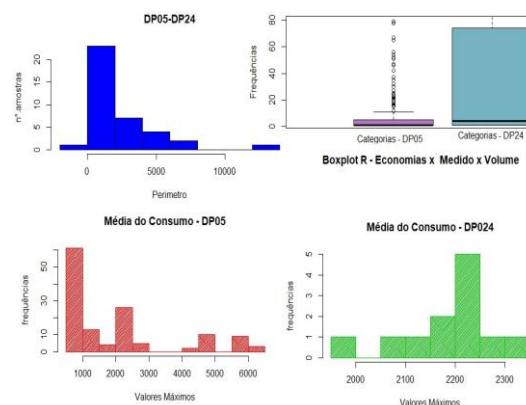 DP05-DP24
n° amostras
20
10
5
0
0
5000
10000
Perimetro
Frequências
80
60
40
20
0
Categorias - DP05
Categorias - DP24
Boxplot R - Economias x Medido x Volume
Média do Consumo - DP05
frequências
50
30
10
0
1000
2000
3000
4000
5000
6000
Valores Máximos
Média do Consumo - DP024
frequências
5
4
3
2
1
0
2000
2100
2200
2300
Valores Máximos